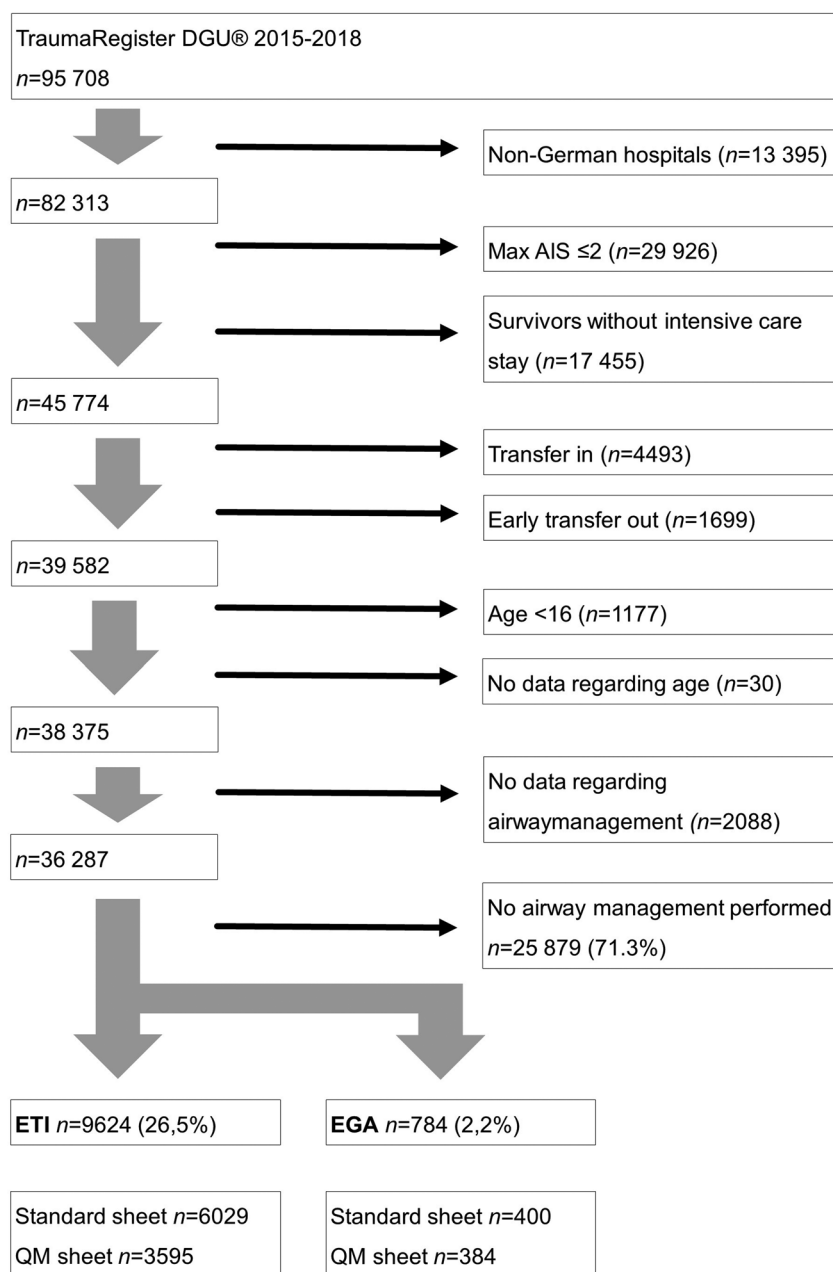 TraumaRegister DGU® 2015-2018
n=95 708
Non-German hospitals (n=13 395)
n=82 313
Max AIS ≤2 (n=29 926)
Survivors without intensive care
stay (n=17 455)
n=45 774
Transfer in (n=4493)
Early transfer out (n=1699)
n=39 582
Age <16 (n=1177)
No data regarding age (n=30)
n=38 375
No data regarding
airwaymanagement (n=2088)
n=36 287
No airway management performed
n=25 879 (71.3%)
ETI n=9624 (26,5%)
EGA n=784 (2,2%)
Standard sheet n=6029
QM sheet n=3595
Standard sheet n=400
QM sheet n=384